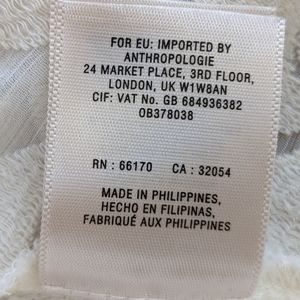 FOR EU: IMPORTED BY
ANTHROPOLOGIE
24 MARKET PLACE, 3RD FLOOR,
LONDON, UK W1W8AN
CIF: VAT No. GB 684936382
OB378038
RN : 66170 CA : 32054
MADE IN PHILIPPINES,
HECHO EN FILIPINAS,
FABRIQUÉ AUX PHILIPPINES